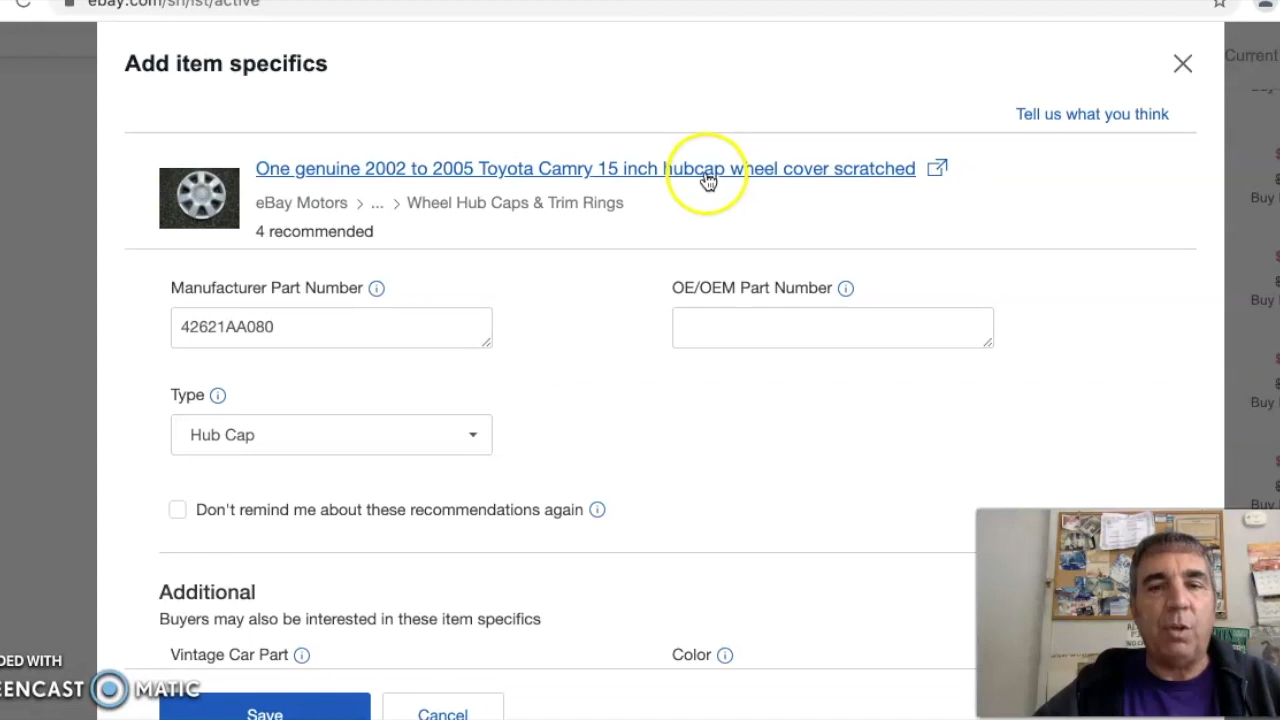 ebay.com/sh/lst/active
Current
Add item specifics
Tell us what you think
One genuine 2002 to 2005 Toyota Camry 15 inch hubcap wheel cover scratched
eBay Motors > ... > Wheel Hub Caps & Trim Rings
4 recommended
Buy
Manufacturer Part Number
OE/OEM Part Number
Buy
42621AA080
Type
Buy
Hub Cap
Don't remind me about these recommendations again
Buy
Additional
Buyers may also be interested in these item specifics
Vintage Car Part
Color
DED WITH
EENCAST MATIC
Save
Cancel